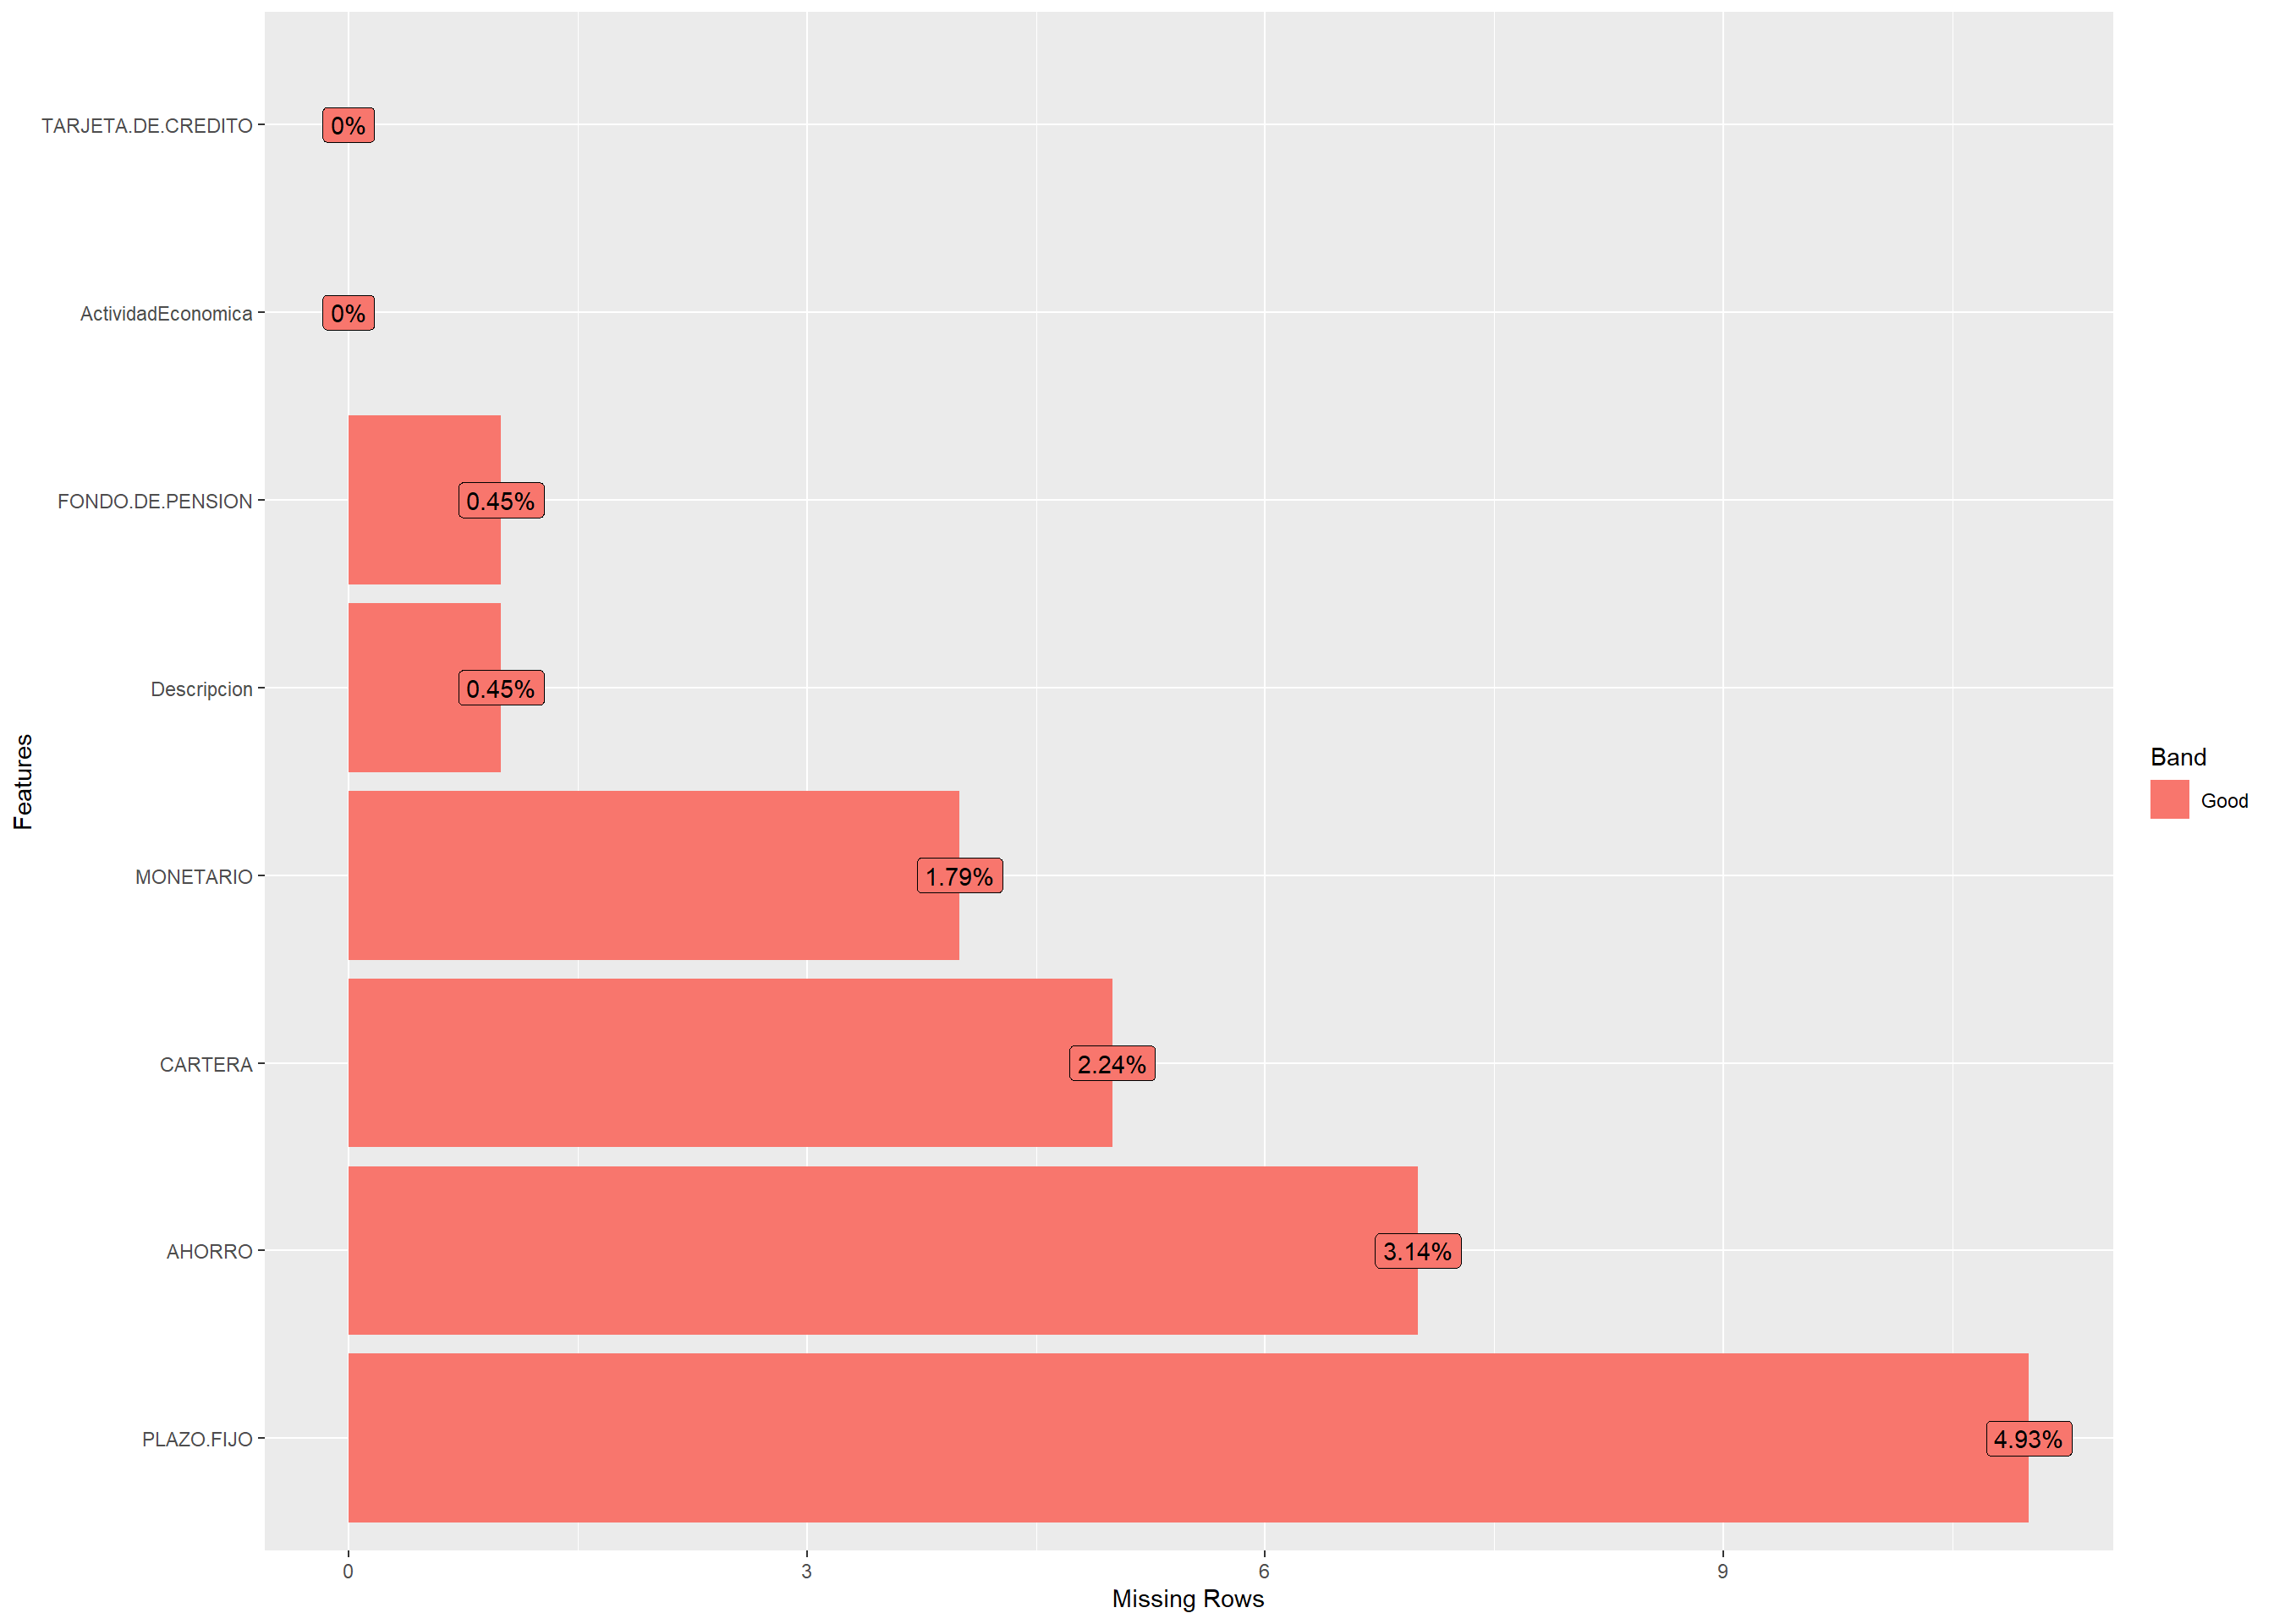 TARJETA.DE.CREDITO
0%
ActividadEconomica
0%
FONDO.DE.PENSION
0.45%
Descripcion
0.45%
Features
Band
Good
MONETARIO
1.79%
CARTERA
2.24%
AHORRO
3.14%
PLAZO.FIJO
4.93%
0 3 6 9
Missing Rows